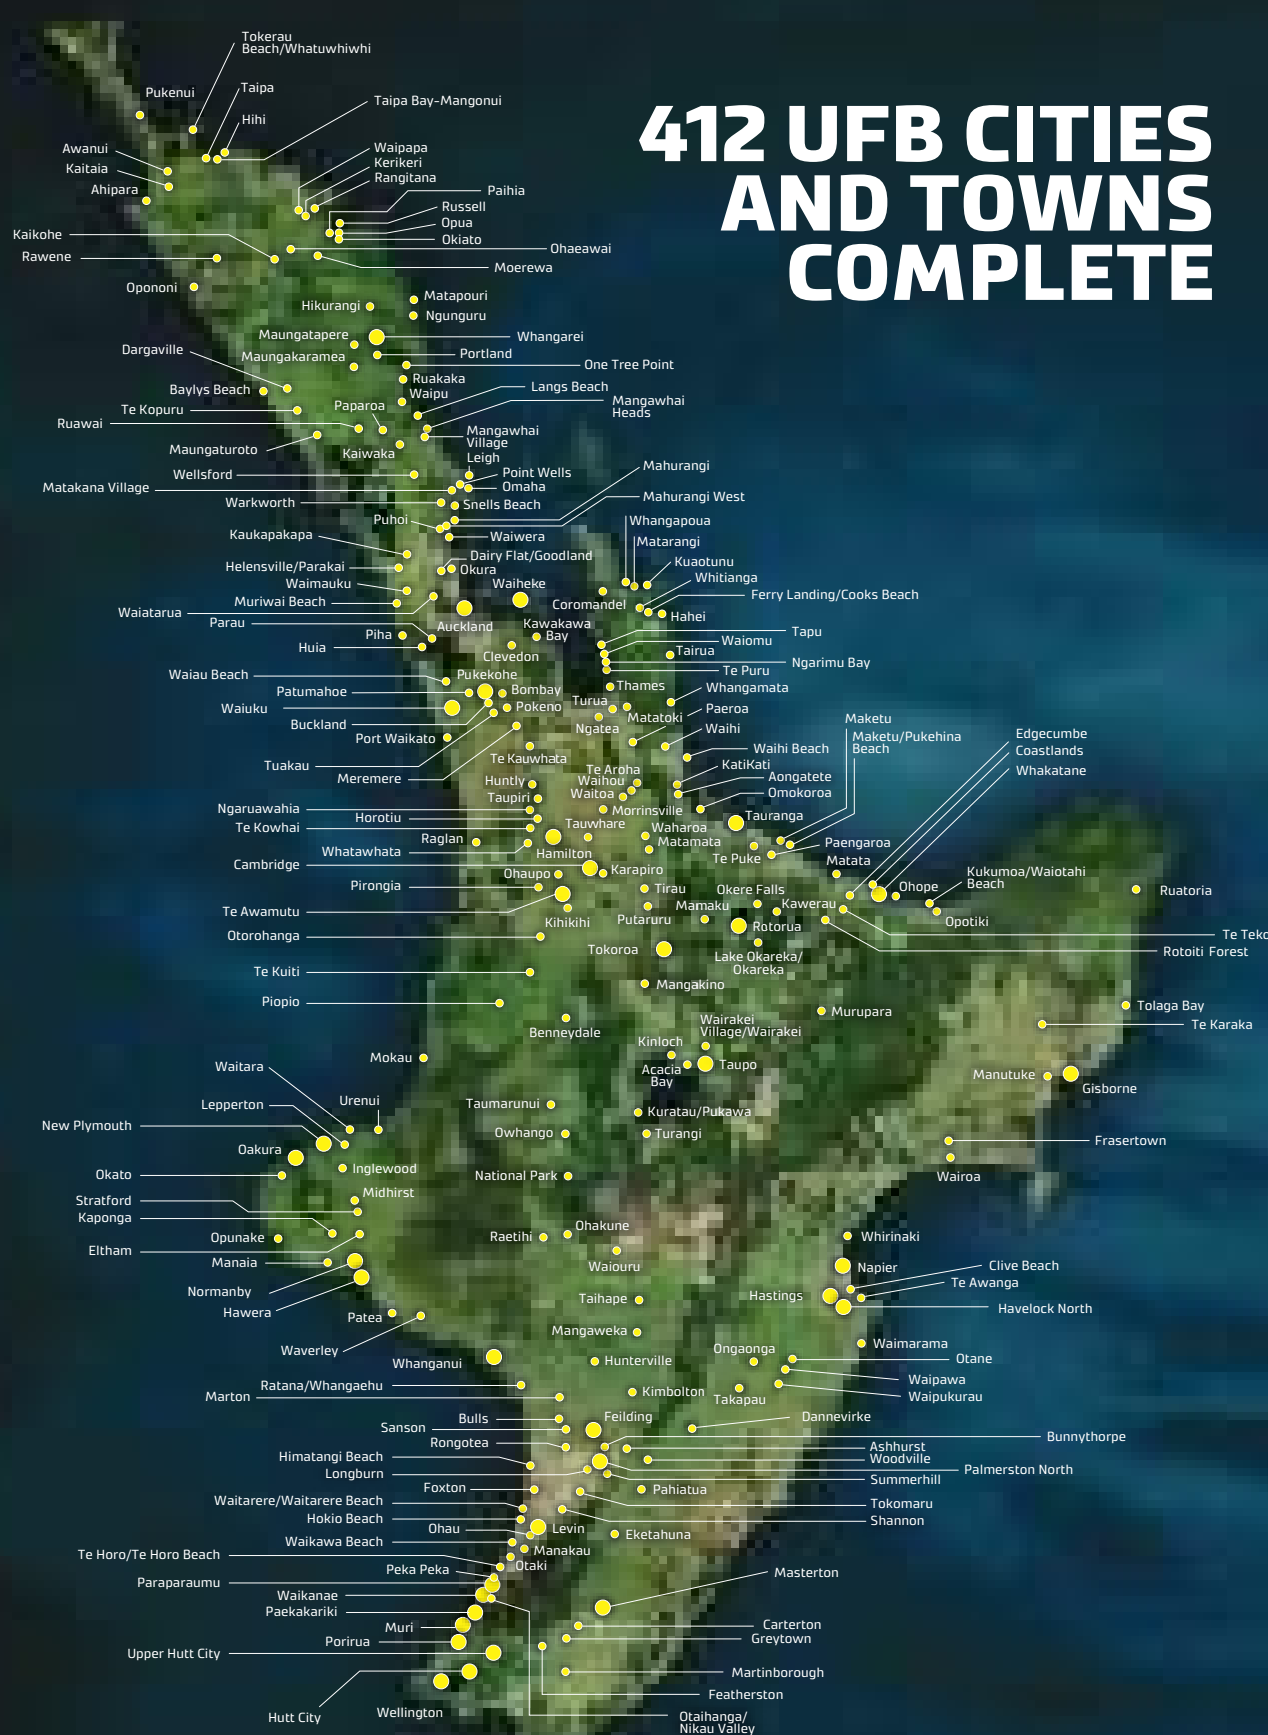 412 UFB CITIES
AND TOWNS
COMPLETE
Tokerau
Beach/Whatuwhiwhi
Pukenui
Taipa
Taipa Bay-Mangonui
Hihi
Awanui
Kaitaia
Ahipara
Waipapa
Kerikeri
Rangitana
Paihia
Russell
Opua
Okiato
Kaikohe
Rawene
Ohaeawai
Moerewa
Opononi
Hikurangi
Matapouri
Ngunguru
Maungatapere
Whangarei
Dargaville
Maungakaramea
Portland
One Tree Point
Ruakaka
Baylys Beach
Waipu
Langs Beach
Te Kopuru
Paparoa
Mangawhai
Heads
Ruawai
Mangawhai
Village
Maungaturoto
Kaiwaka
Leigh
Wellsford
Point Wells
Mahurangi
Matakana Village
Omaha
Warkworth
Snells Beach
Mahurangi West
Puhoi
Whangapoua
Kaukapakapa
Waiwera
Matarangi
Dairy Flat/Goodland
Kuaotunu
Helensville/Parakai
Okura
Whitianga
Waimauku
Waiheke
Ferry Landing/Cooks Beach
Muriwai Beach
Coromandel
Hahei
Waiatarua
Auckland
Kawakawa
Bay
Parau
Piha
Tapu
Huia
Clevedon
Waiomu
Tairua
Ngarimu Bay
Te Puru
Waiau Beach
Pukekohe
Patumahoe
Bombay
Thames
Whangamata
Waiuku
Pokeno
Turua
Matatoki
Paeroa
Buckland
Ngatea
Waihi
Maketu
Port Waikato
Maketu/Pukehina
Beach
Edgecumbe
Coastlands
Whakatane
Te Kauwhata
Waihi Beach
Tuakau
Te Aroha
KatiKati
Meremere
Huntly
Waihou
Aongatete
Taupiri
Waitoa
Omokoroa
Ngaruawahia
Morrinsville
Tauranga
Horotiu
Tauwhare
Waharoa
Te Kowhai
Raglan
Matamata
Paengaroa
Whatawhata
Hamilton
Te Puke
Matata
Cambridge
Karapiro
Ohaupo
Kukumoa/Waiotahi
Beach
Pirongia
Tirau
Okere Falls
Ohope
Ruatoria
Te Awamutu
Mamaku
Kawerau
Kihikihi
Putaruru
Opotiki
Rotorua
Otorohanga
Te Teko
Tokoroa
Rotoiti Forest
Lake Okareka/
Okareka
Te Kuiti
Mangakino
Piopio
Tolaga Bay
Murupara
Te Karaka
Benneydale
Wairakei
Village/Wairakei
Kinloch
Mokau
Taupo
Acacia
Bay
Waitara
Manutuke
Gisborne
Urenui
Lepperton
Taumarunui
Kuratau/Pukawa
New Plymouth
Owhango
Turangi
Frasertown
Oakura
Inglewood
National Park
Wairoa
Okato
Midhirst
Stratford
Kaponga
Opunake
Raetihi
Ohakune
Whirinaki
Eltham
Manaia
Waiouru
Napier
Clive Beach
Te Awanga
Normanby
Hastings
Havelock North
Hawera
Taihape
Patea
Mangaweka
Waimarama
Waverley
Ongaonga
Whanganui
Hunterville
Otane
Waipawa
Ratana/Whangaehu
Kimbolton
Takapau
Waipukurau
Marton
Bulls
Feilding
Dannevirke
Sanson
Rongotea
Bunnythorpe
Ashhurst
Himatangi Beach
Woodville
Longburn
Palmerston North
Summerhill
Foxton
Pahiatua
Waitarere/Waitarere Beach
Tokomaru
Hokio Beach
Shannon
Ohau
Levin
Eketahuna
Waikawa Beach
Manakau
Te Horo/Te Horo Beach
Otaki
Peka Peka
Masterton
Paraparaumu
Waikanae
Paekakariki
Carterton
Muri
Greytown
Porirua
Upper Hutt City
Martinborough
Featherston
Wellington
Hutt City
Otaihanga/
Nikau Valley